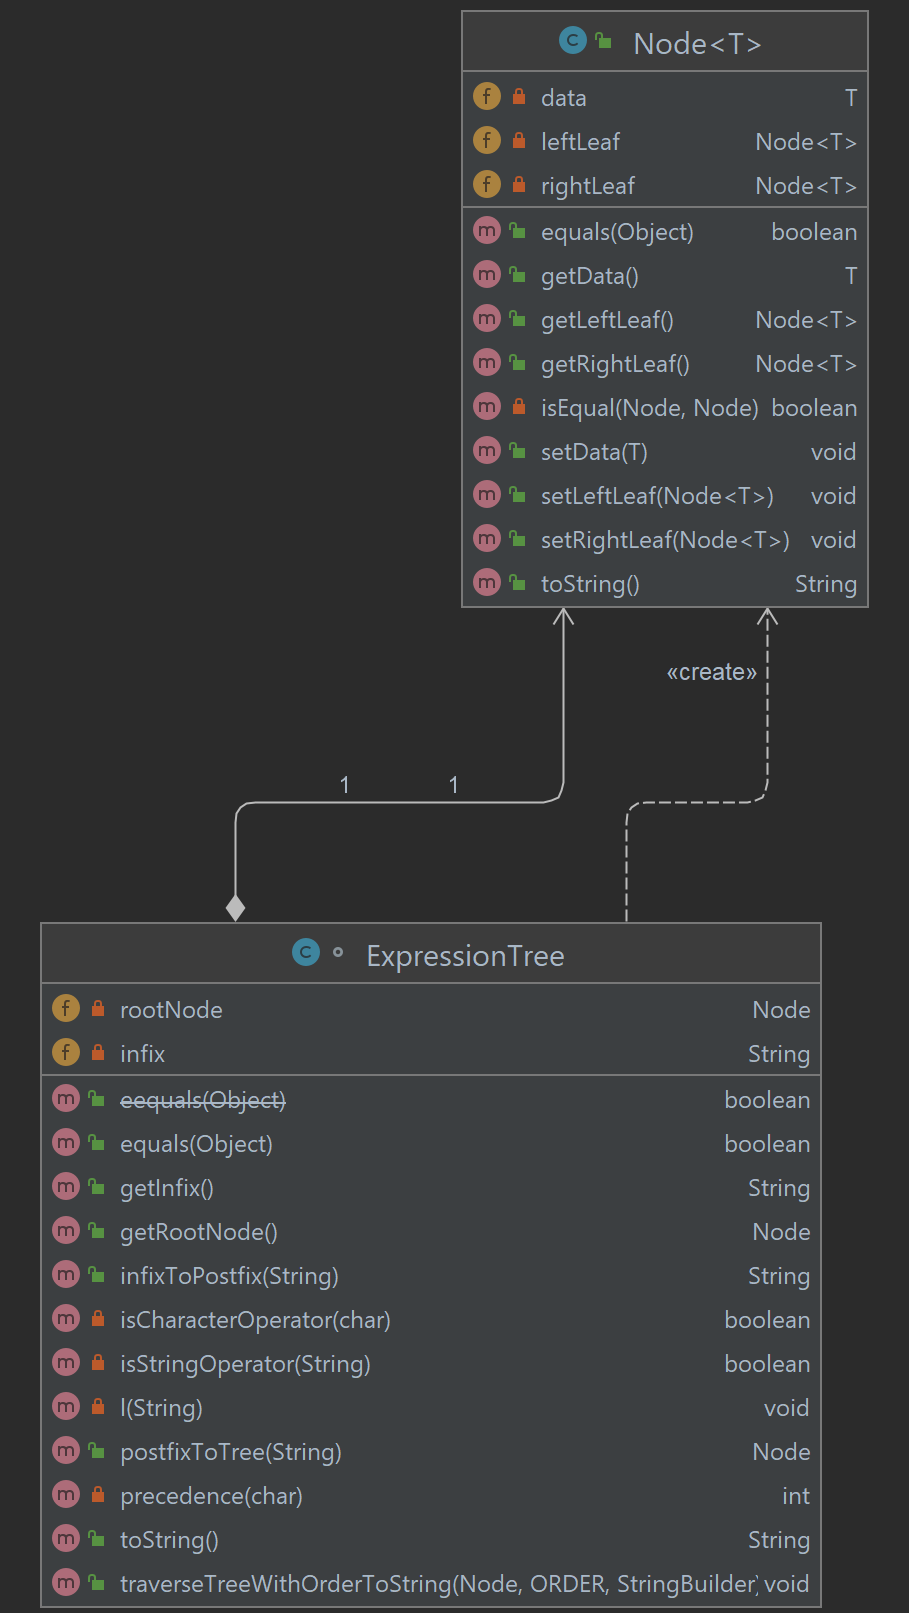 C Node<T>
f data T
f leftLeaf Node<T>
f rightLeaf Node<T>
m equals(Object) boolean
m getData() T
m getLeftLeaf() Node<T>
m getRightLeaf() Node<T>
m isEqual(Node, Node) boolean
m setData(T) void
m setLeftLeaf(Node<T>) void
m setRightLeaf(Node<T>) void
m toString() String
«create»
1 1
C ExpressionTree
f rootNode Node
f infix String
m eequals(Object) boolean
m equals(Object) boolean
m getInfix() String
m getRootNode() Node
m infixToPostfix(String) String
m isCharacterOperator(char) boolean
m isStringOperator(String) boolean
m l(String) void
m postfixToTree(String) Node
m precedence(char) int
m toString() String
m traverseTreeWithOrderToString(Node, ORDER, StringBuilder) void